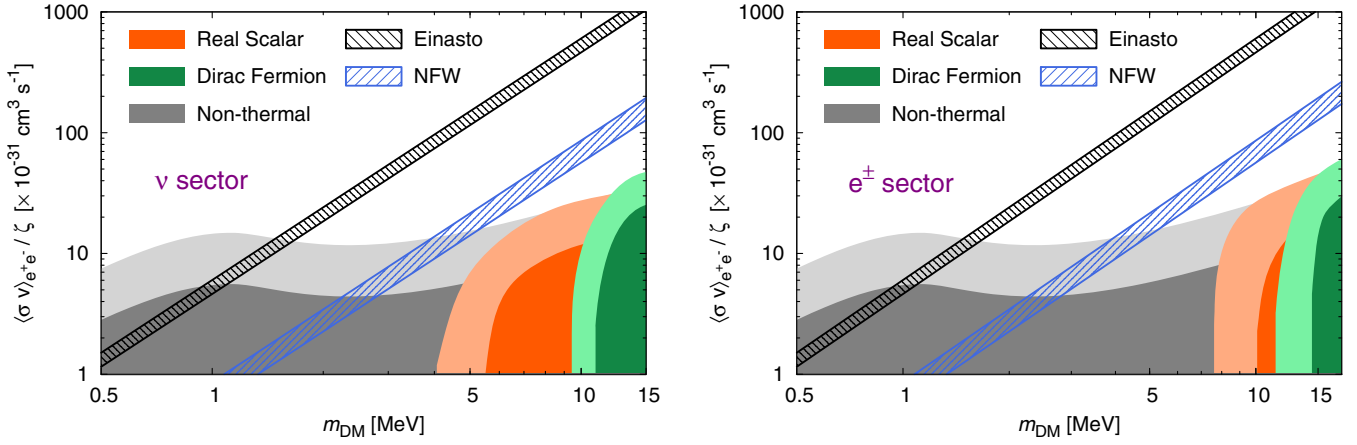 1000
100
10
1
⟨σ v⟩e+e- / ζ [× 10-31 cm3 s-1]
Real Scalar
Dirac Fermion
Non-thermal
Einasto
NFW
ν sector
0.5 1 5 10 15
mDM [MeV]
1000
100
10
1
⟨σ v⟩e+e- / ζ [× 10-31 cm3 s-1]
Real Scalar
Dirac Fermion
Non-thermal
Einasto
NFW
e± sector
0.5 1 5 10 15
mDM [MeV]